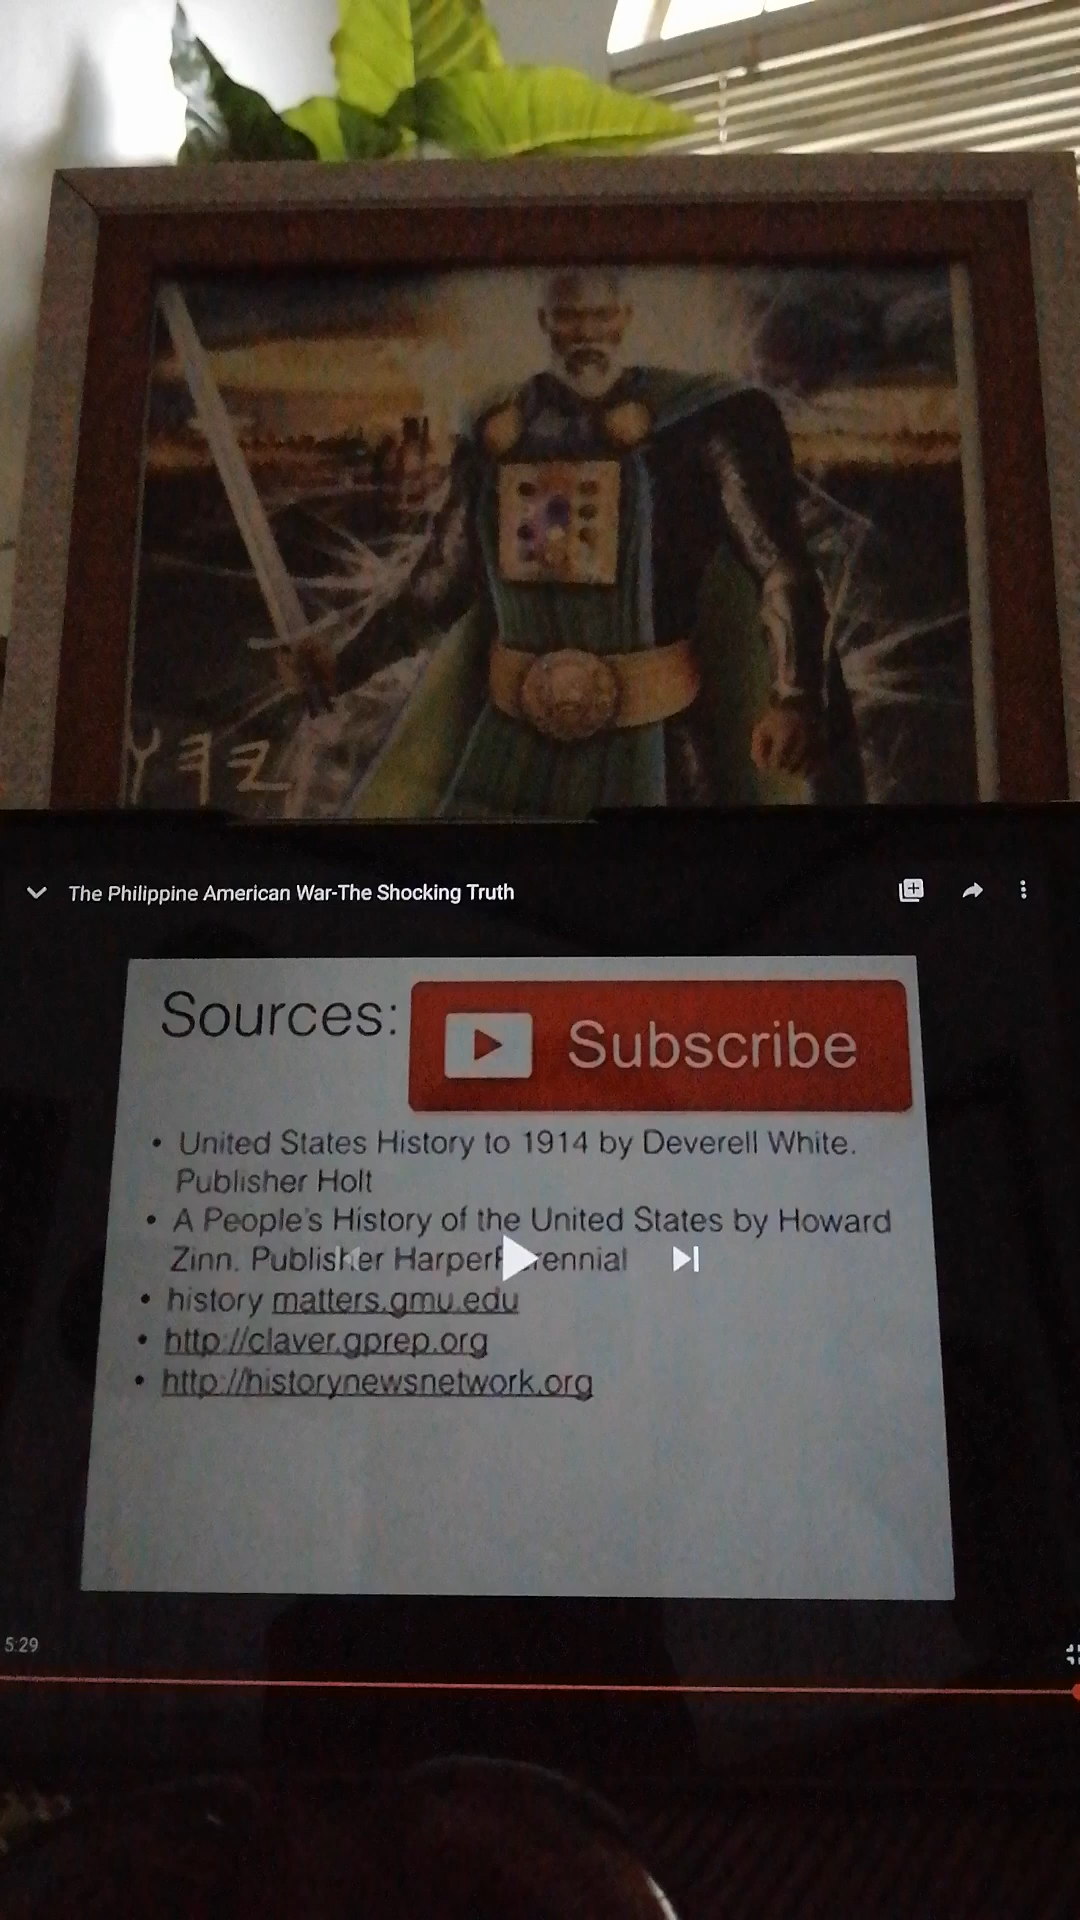 𐤉𐤄𐤅
The Philippine American War-The Shocking Truth
Sources:
Subscribe
• United States History to 1914 by Deverell White.
Publisher Holt
• A People's History of the United States by Howard
Zinn. Publisher HarperPerennial
• history matters.gmu.edu
• http://claver.gprep.org
• http://historynewsnetwork.org
5:29